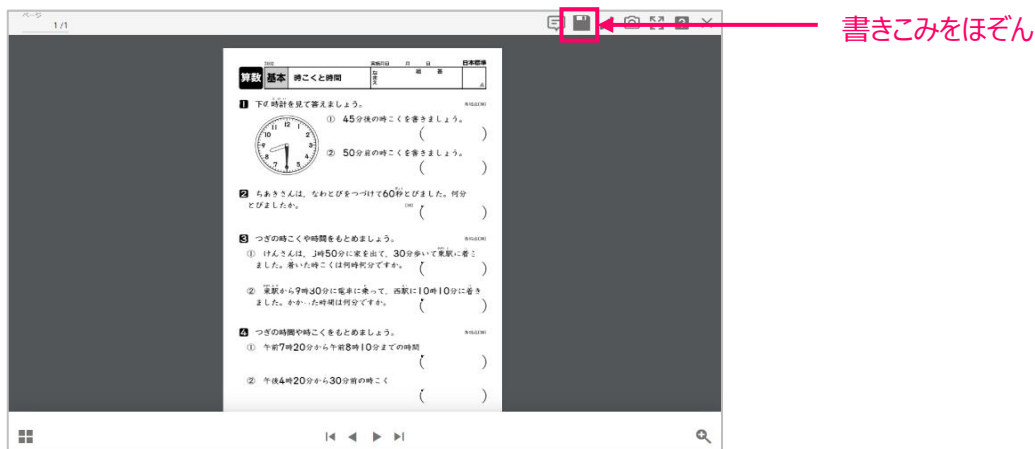 ページ
1 /1
書きこみをほぞん
算数 基本 時こくと時間
月 日
組 番
なまえ
日本標準
点
1 下の時計を見て答えましょう。
① 45分後の時こくを書きましょう。
( )
② 50分前の時こくを書きましょう。
( )
2 ちあきさんは、なわとびをつづけて60秒とびました。何分
とびましたか。
( )
3 つぎの時こくや時間をもとめましょう。
① けんさんは、 時50分に家を出て、30分歩いて東駅に着き
ました。着いた時こくは何時何分ですか。
( )
② 東駅から9時30分に電車に乗って、西駅に10時10分に着き
ました。かかった時間は何分ですか。
( )
4 つぎの時間や時こくをもとめましょう。
① 午前7時20分から午前8時10分までの時間
( )
② 午後4時20分から30分前の時こく
( )